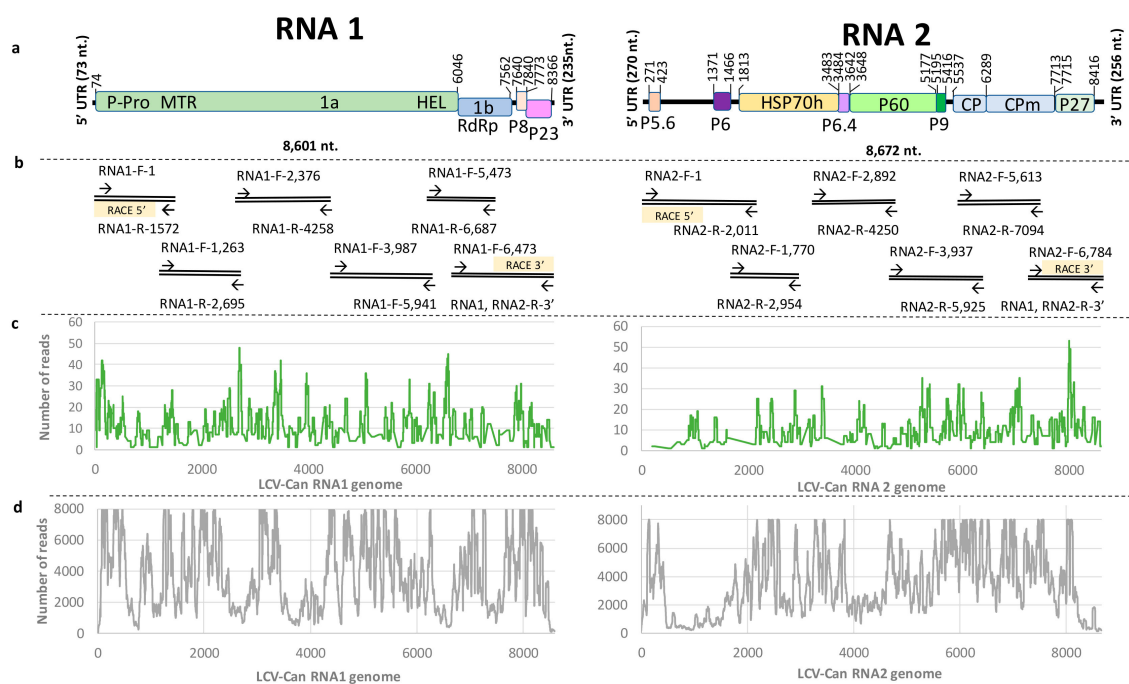 RNA 1
RNA 2
a
5' UTR (73 nt.)
74
6046
7562
7640
7840
7773
8366
3' UTR (235nt.)
P-Pro MTR 1a HEL
1b
RdRp
P8
P23
8,601 nt.
5' UTR (270 nt.)
271
423
1371
1466
1813
3483
3484
3642
3648
5177
5195
5416
5537
6289
7713
7715
8416
3' UTR (256 nt.)
HSP70h
P60
CP
CPm
P27
P5.6
P6
P6.4
P9
8,672 nt.
b
RNA1-F-1
RACE 5'
RNA1-R-1572
RNA1-F-2,376
RNA1-R-4258
RNA1-F-5,473
RNA1-R-6,687
RNA1-F-1,263
RNA1-R-2,695
RNA1-F-3,987
RNA1-F-5,941
RNA1-F-6,473
RACE 3'
RNA1, RNA2-R-3'
RNA2-F-1
RACE 5'
RNA2-R-2,011
RNA2-F-2,892
RNA2-R-4250
RNA2-F-5,613
RNA2-R-7094
RNA2-F-1,770
RNA2-R-2,954
RNA2-F-3,937
RNA2-R-5,925
RNA2-F-6,784
RACE 3'
RNA1, RNA2-R-3'
c
Number of reads
60
50
40
30
20
10
0
0 2000 4000 6000 8000
LCV-Can RNA1 genome
60
50
40
30
20
10
0
0 2000 4000 6000 8000
LCV-Can RNA 2 genome
d
Number of reads
8000
6000
4000
2000
0
0 2000 4000 6000 8000
LCV-Can RNA1 genome
8000
6000
4000
2000
0
0 2000 4000 6000 8000
LCV-Can RNA2 genome